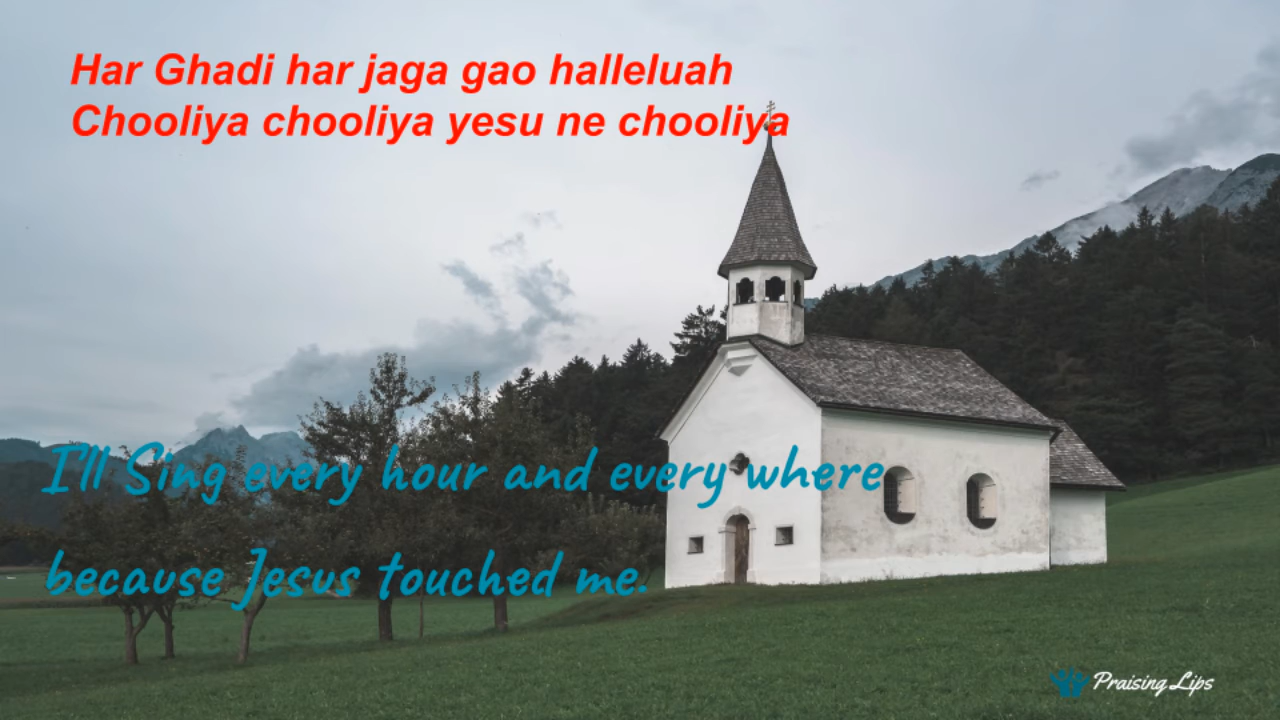 Har Ghadi har jaga gao halleluah
Chooliya chooliya yesu ne chooliya
I'll Sing every hour and every where
because Jesus touched me.
Praising Lips